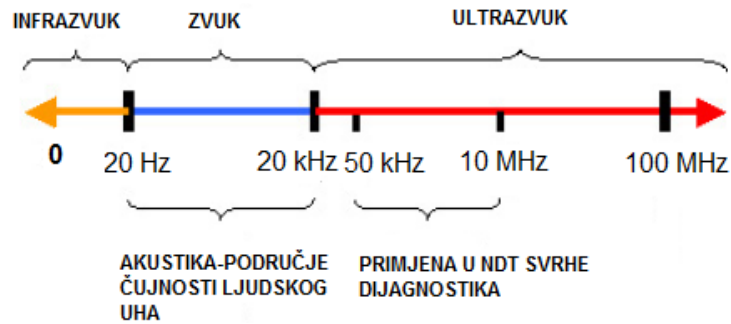 INFRAZVUK ZVUK ULTRAZVUK
0 20 Hz 20 kHz 50 kHz 10 MHz 100 MHz
AKUSTIKA-PODRUČJE
ČUJNOSTI LJUDSKOG
UHA
PRIMJENA U NDT SVRHE
DIJAGNOSTIKA